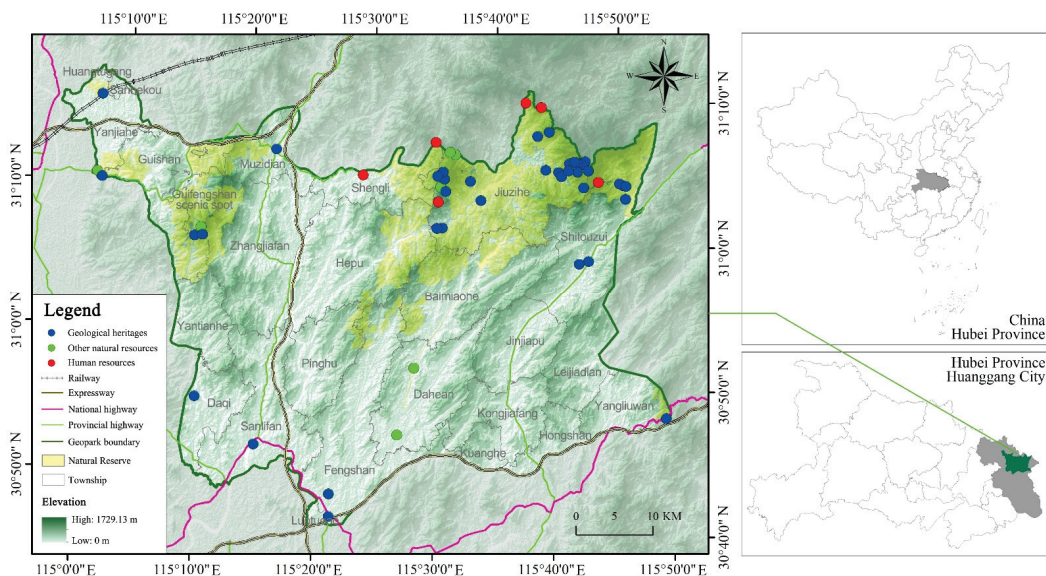 115°10'0"E
115°20'0"E
115°30'0"E
115°40'0"E
115°50'0"E
N
W
E
S
Huangtugang
Sanhekou
Yanjiahe
Guishan
Muzidian
Guifengshan
scenic spot
Shengli
Jiuzihe
Zhangjiafan
Hepu
Shizouzui
Baimiaohe
Yantianhe
Pinghu
Jinjiapu
Leijiadian
Daqi
Dahean
Sanlifan
Kongjiafang
Yangliuwan
Hongshan
Kuanghe
Fengshan
31°10'0" N
31°0'0" N
30°50'0" N
31°10'0" N
31°0'0" N
30°50'0" N
30°40'0" N
Legend
Geological heritages
Other natural resources
Human resources
Railway
Expressway
National highway
Provincial highway
Geopark boundary
Natural Reserve
Township
Elevation
High: 1729.13 m
Low: 0 m
0 5 10 KM
115°0'0"E
115°10'0"E
115°20'0"E
115°30'0"E
115°40'0"E
115°50'0"E
China
Hubei Province
Hubei Province
Huanggang City